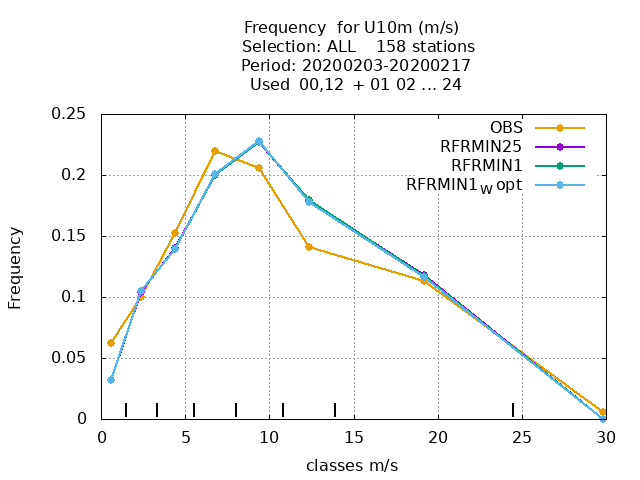 Frequency  for U10m (m/s)
Selection: ALL    158 stations
Period: 20200203-20200217
Used  00,12  + 01 02 ... 24
OBS
RFRMIN25
RFRMIN1
RFRMIN1_W opt
0.25
0.2
0.15
0.1
0.05
0
Frequency
0 5 10 15 20 25 30
classes m/s